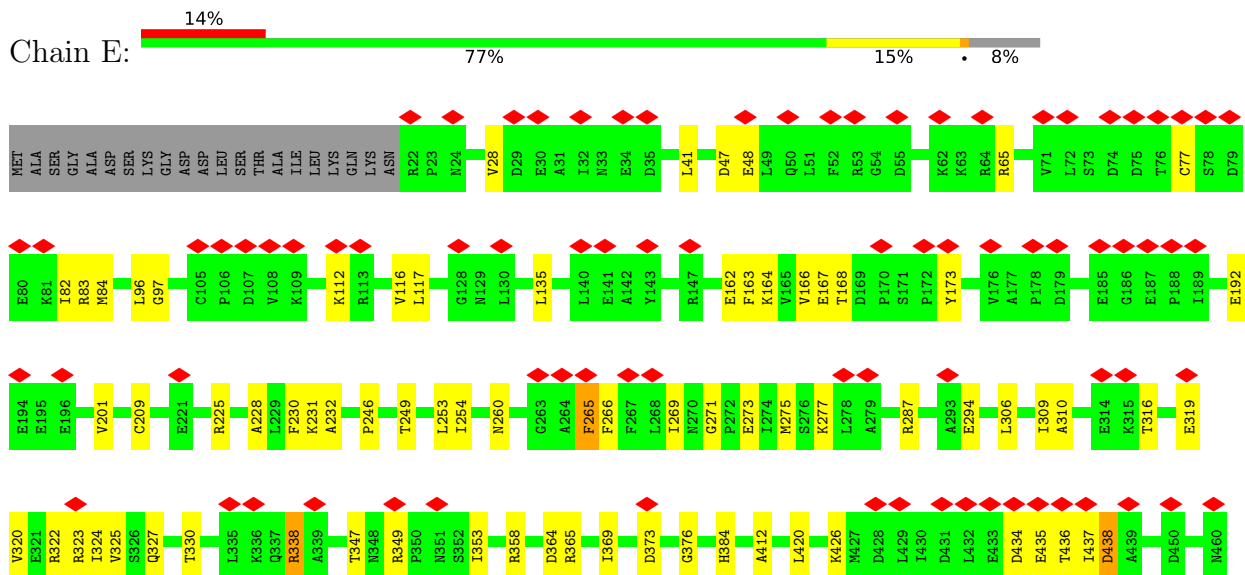 14%
Chain E:
77% 15% • 8%
MET ALA SER GLY ALA ASP SER LYS GLY ASP ASP LEU SER THR ALA ILE LEU LYS GLN LYS ASN R22 P23 N24 V28 D29 E30 A31 I32 N33 E34 D35 L41 D47 E48 L49 Q50 L51 F52 R53 G54 D55 K62 K63 R64 R65 V71 L72 S73 D74 D75 T76 C77 S78 D79
E80 K81 I82 R83 M84 L96 G97 C105 P106 D107 V108 K109 K112 R113 V116 L117 G128 N129 L130 L135 L140 E141 A142 Y143 R147 E162 F163 K164 V165 V166 E167 T168 D169 P170 S171 P172 Y173 V176 A177 P178 D179 E185 G186 E187 P188 I189 E192
E194 E195 E196 V201 C209 E221 R225 A228 L229 F230 K231 A232 P246 T249 L253 I254 N260 G263 A264 F265 F266 F267 L268 I269 N270 G271 P272 E273 I274 M275 S276 K277 L278 A279 R287 A293 E294 L306 I309 A310 E314 K315 T316 E319
V320 E321 R322 R323 I324 V325 S326 Q327 T330 L335 K336 Q337 R338 A339 T347 N348 R349 P350 N351 S352 I353 R358 D364 R365 I369 D373 G376 H384 A412 L420 K426 M427 D428 L429 I430 D431 L432 E433 D434 E435 T436 I437 D438 A439 D450 N460